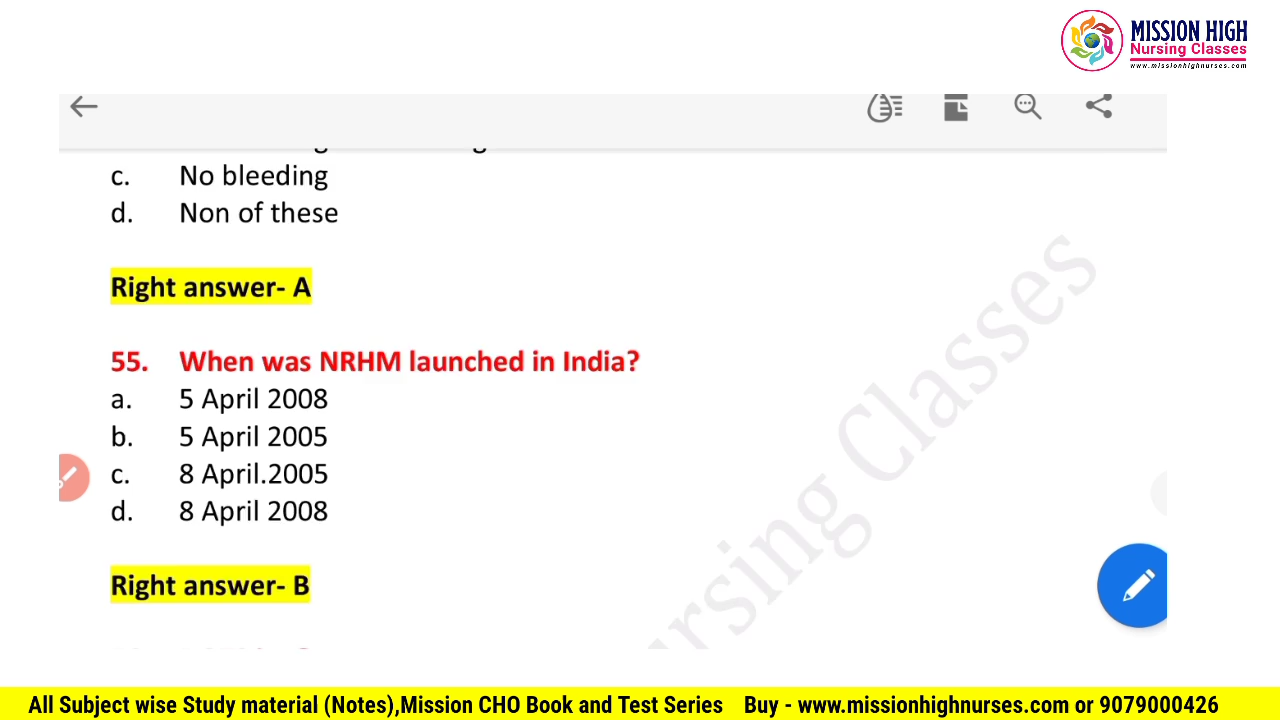 MISSION HIGH
Nursing Classes
www.missionhighnurses.com
c. No bleeding
d. Non of these
Right answer- A
55. When was NRHM launched in India?
a. 5 April 2008
b. 5 April 2005
c. 8 April.2005
d. 8 April 2008
Right answer- B
Classes
All Subject wise Study material (Notes),Mission CHO Book and Test Series Buy - www.missionhighnurses.com or 9079000426